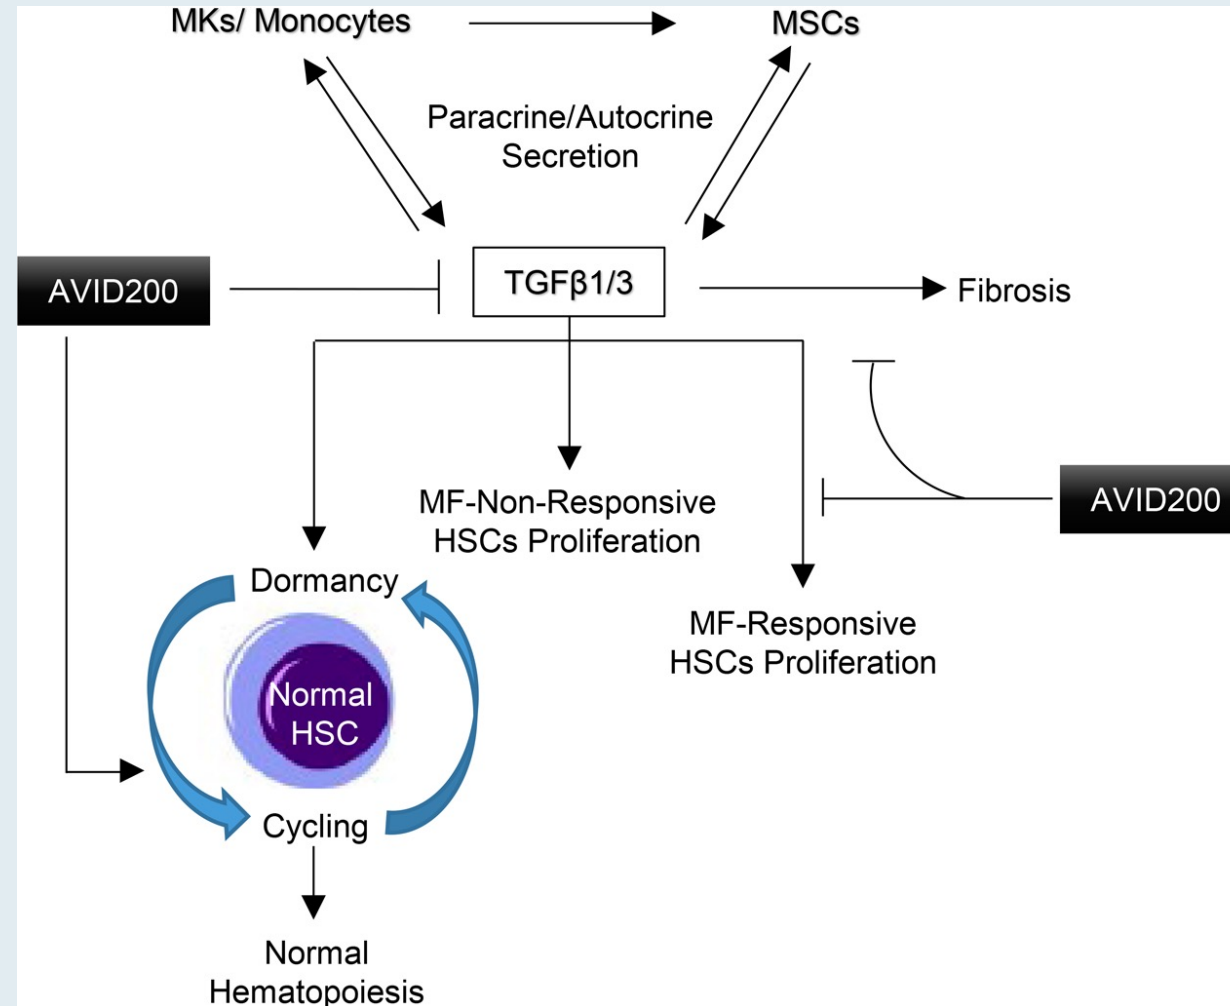 MKs/ Monocytes
MSCs
Paracrine/Autocrine
Secretion
AVID200
TGFβ1/3
Fibrosis
MF-Non-Responsive
HSCs Proliferation
AVID200
Dormancy
MF-Responsive
HSCs Proliferation
Normal
HSC
Cycling
Normal
Hematopoiesis